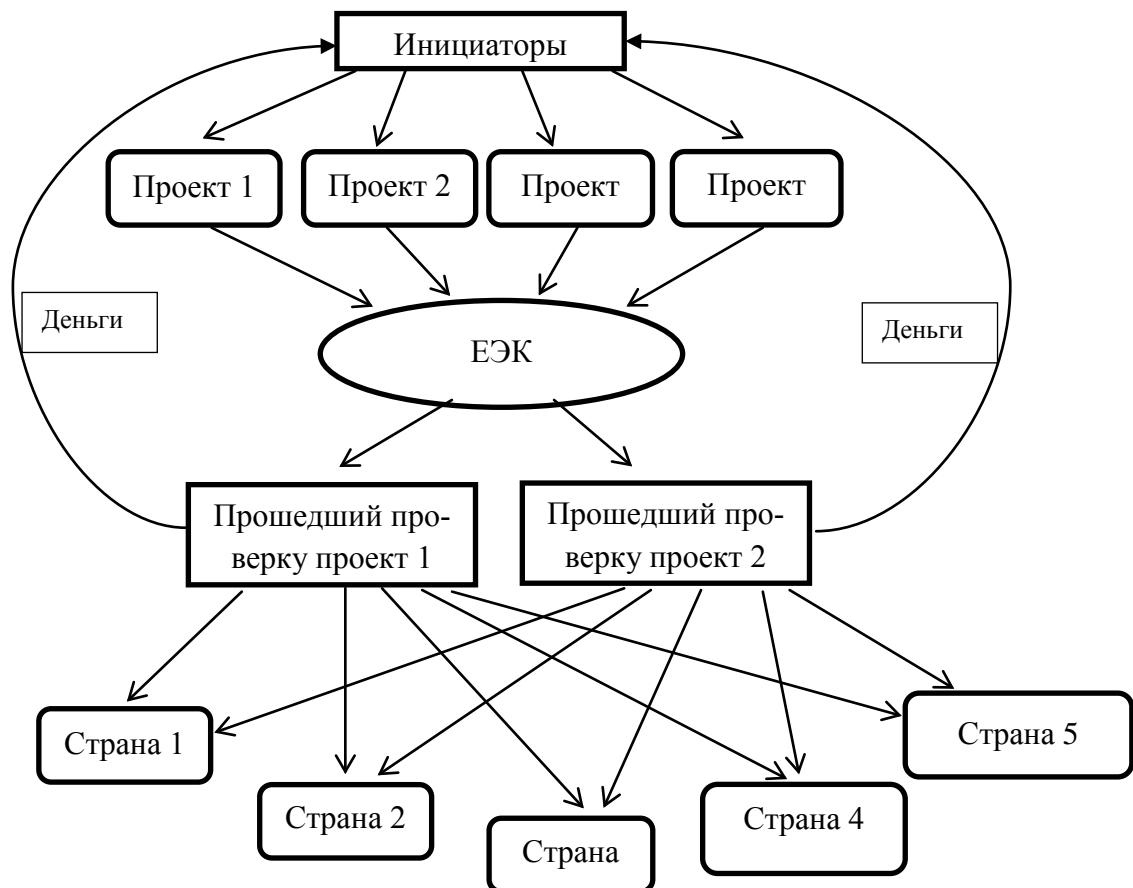 Инициаторы
Проект 1
Проект 2
Проект
Проект
Деньги
Деньги
ЕЭК
Прошедший про-
верку проект 1
Прошедший про-
верку проект 2
Страна 1
Страна 2
Страна
Страна 4
Страна 5